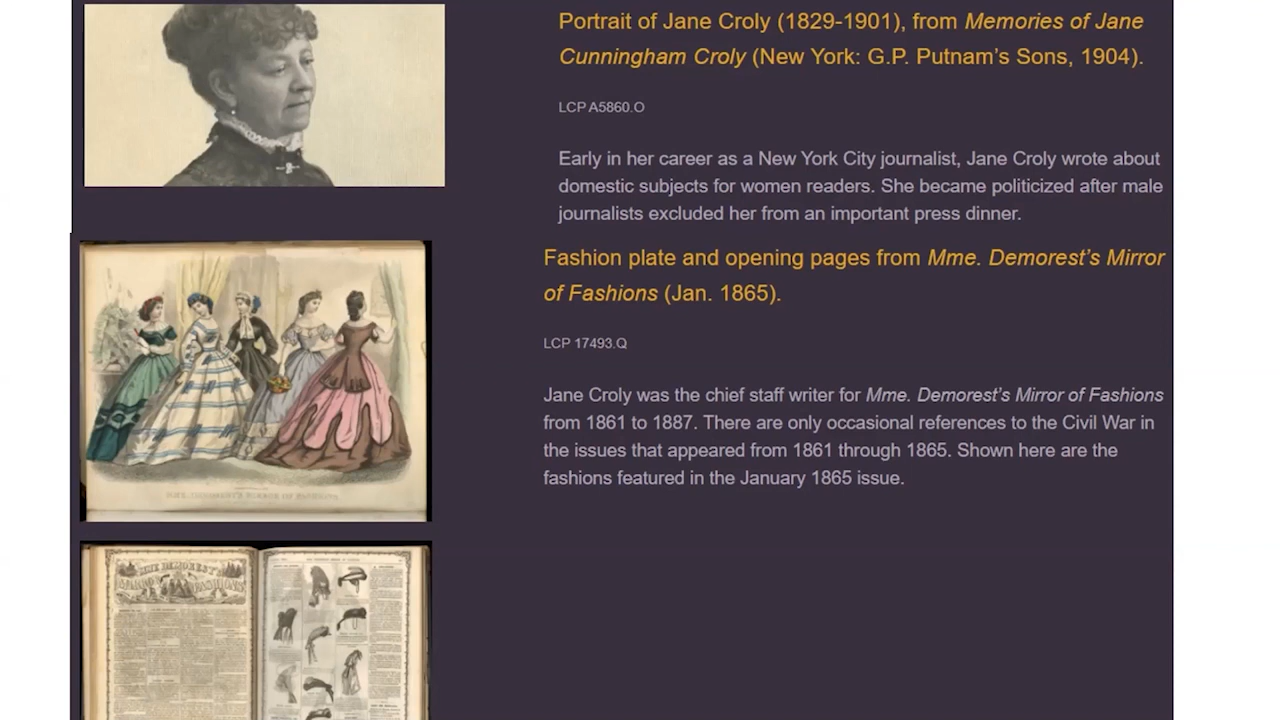 Portrait of Jane Croly (1829-1901), from Memories of Jane
Cunningham Croly (New York: G.P. Putnam’s Sons, 1904).
LCP A5860.O
Early in her career as a New York City journalist, Jane Croly wrote about
domestic subjects for women readers. She became politicized after male
journalists excluded her from an important press dinner.
Fashion plate and opening pages from Mme. Demorest’s Mirror
of Fashions (Jan. 1865).
LCP 17493.Q
Jane Croly was the chief staff writer for Mme. Demorest’s Mirror of Fashions
from 1861 to 1887. There are only occasional references to the Civil War in
the issues that appeared from 1861 through 1865. Shown here are the
fashions featured in the January 1865 issue.
MME. DEMOREST'S MIRROR OF FASHIONS